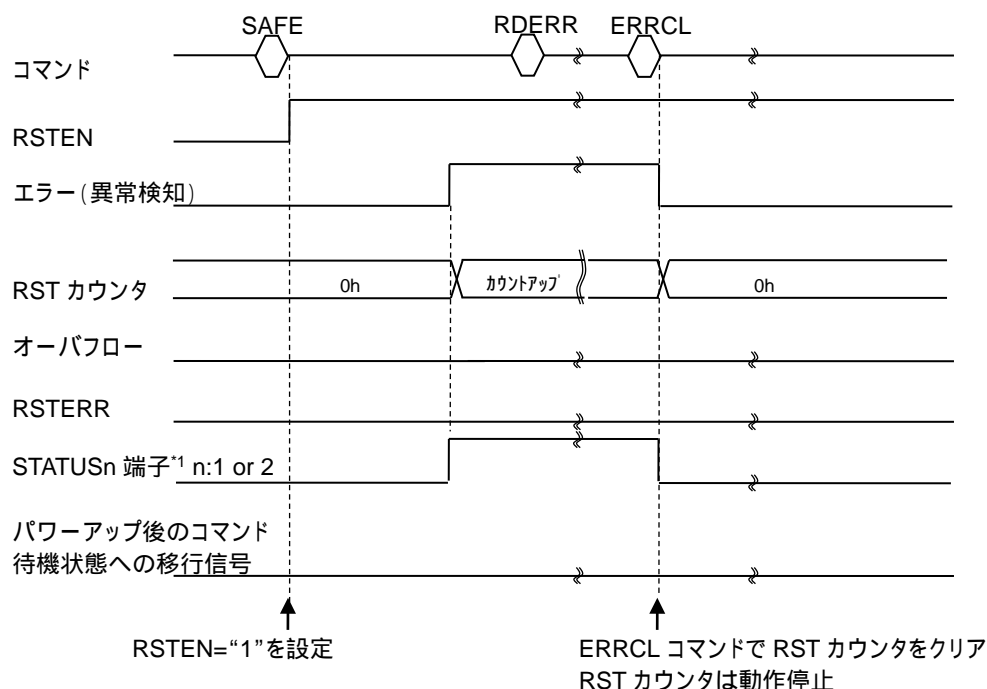 SAFE RDERR ERRCL
コマンド
RSTEN
エラー(異常検知)
RST カウンタ 0h カウントアップ 0h
オーバフロー
RSTERR
STATUSn 端子*1 n:1 or 2
パワーアップ後のコマンド
待機状態への移行信号
RSTEN=“1”を設定
ERRCL コマンドで RST カウンタをクリア
RST カウンタは動作停止